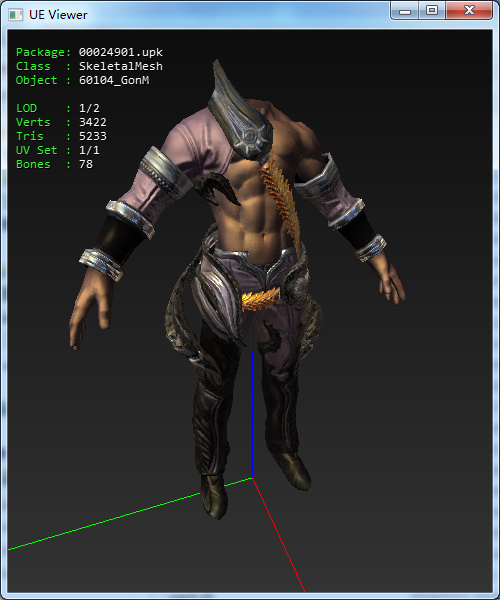 UE Viewer
Package: 00024901.upk
Class  : SkeletalMesh
Object : 60104_GonM
LOD    : 1/2
Verts  : 3422
Tris   : 5233
UV Set : 1/1
Bones  : 78